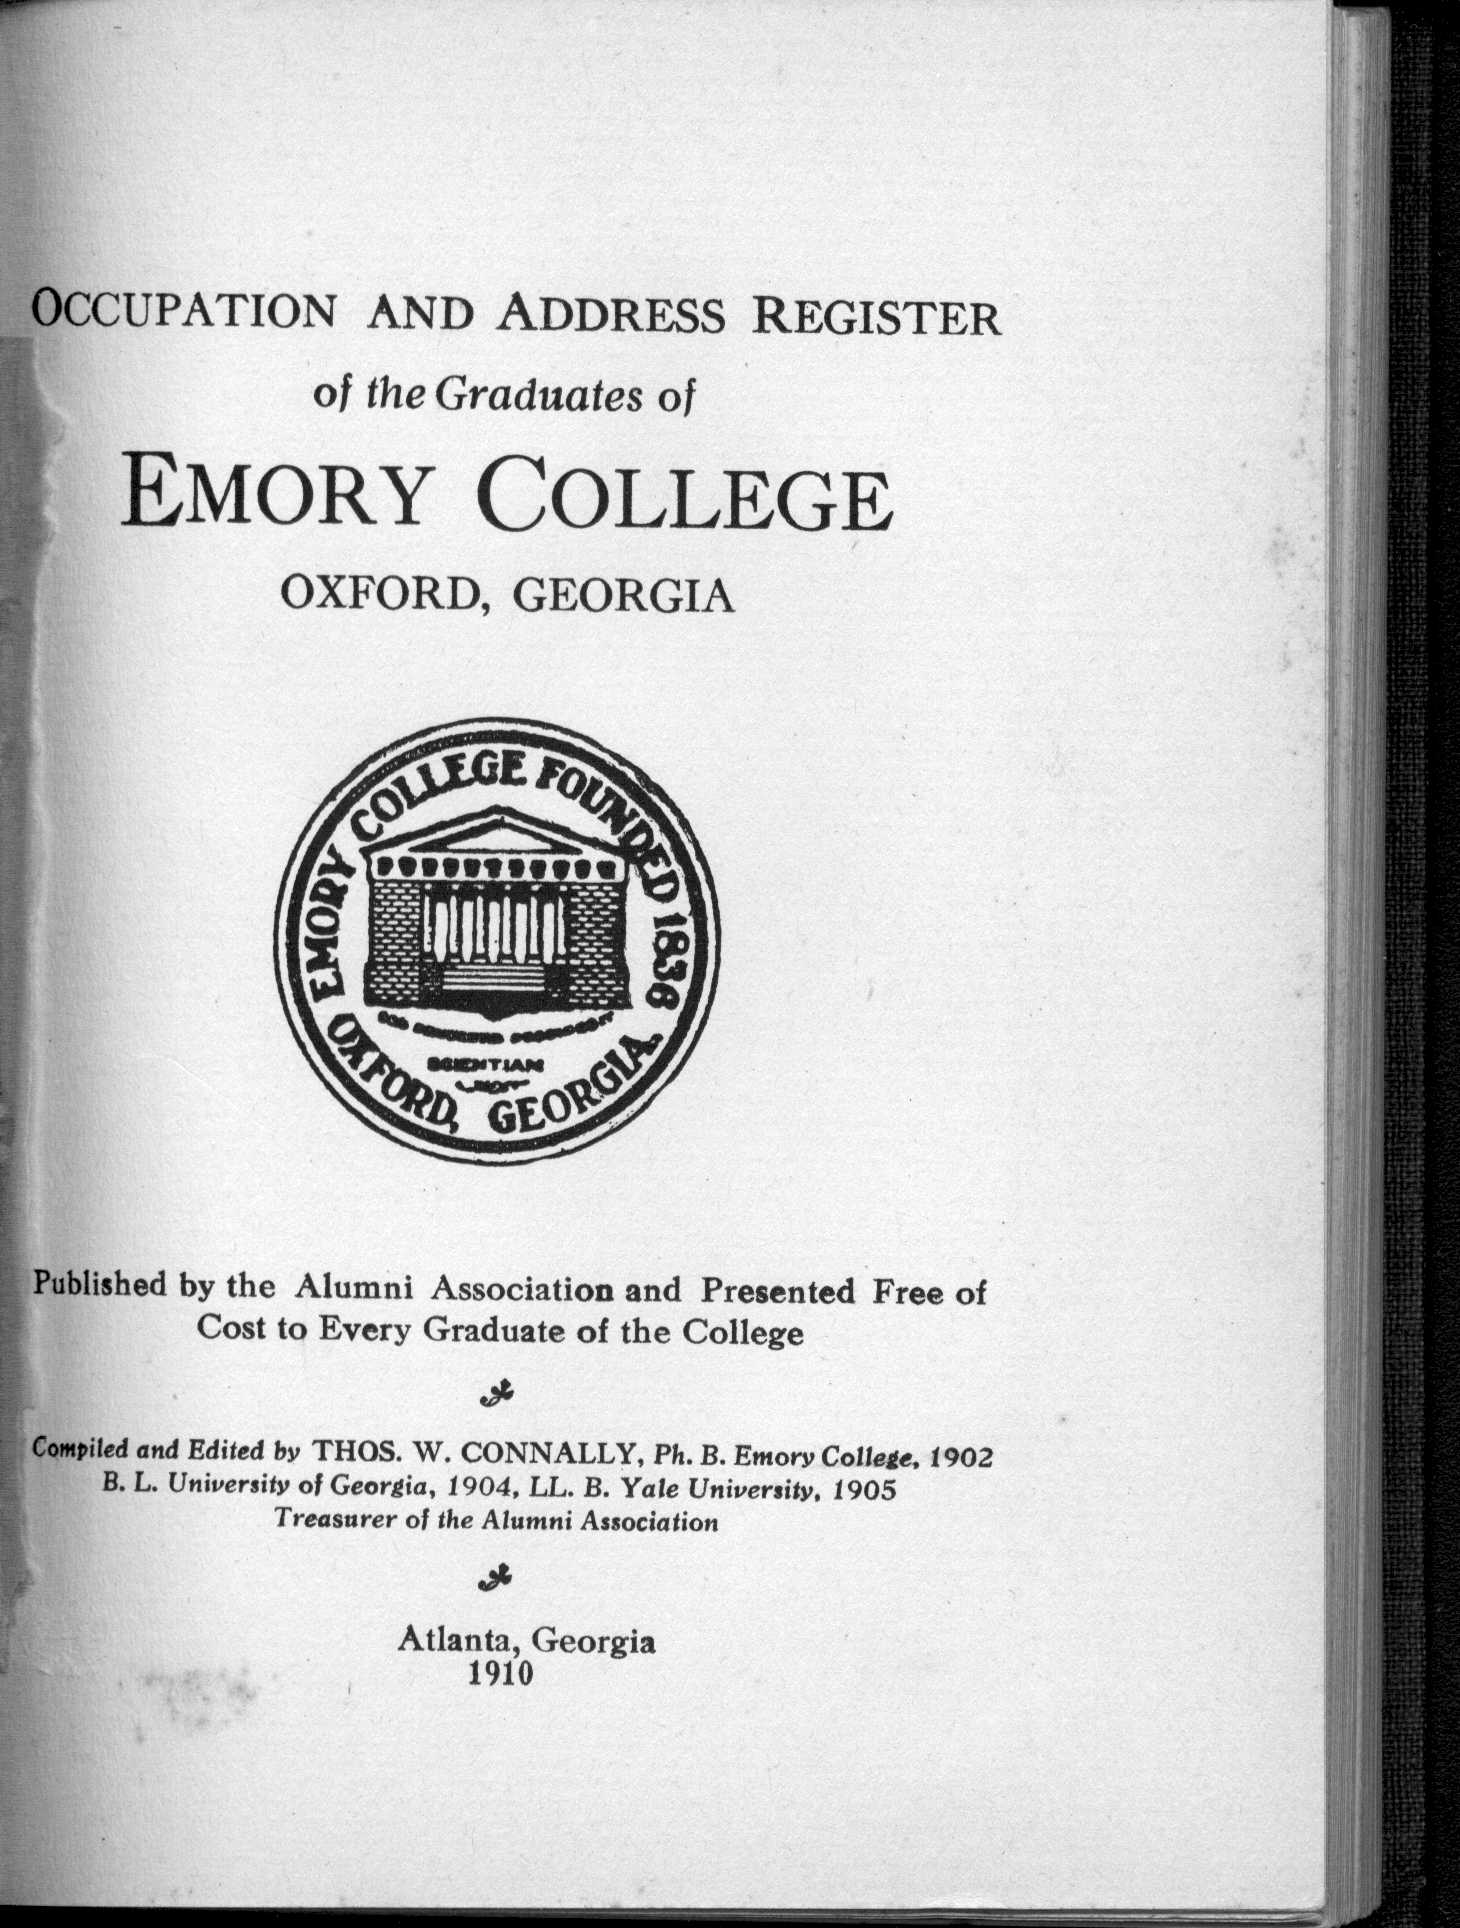 OCCUPATION AND ADDRESS REGISTER
of the Graduates of
EMORY COLLEGE
OXFORD, GEORGIA
EMORY COLLEGE FOUNDED 1836
OXFORD, GEORGIA.
SCIENTIAM
Published by the Alumni Association and Presented Free of
Cost to Every Graduate of the College
Compiled and Edited by THOS. W. CONNALLY, Ph. B. Emory College, 1902
B. L. University of Georgia, 1904, LL. B. Yale University, 1905
Treasurer of the Alumni Association
Atlanta, Georgia
1910